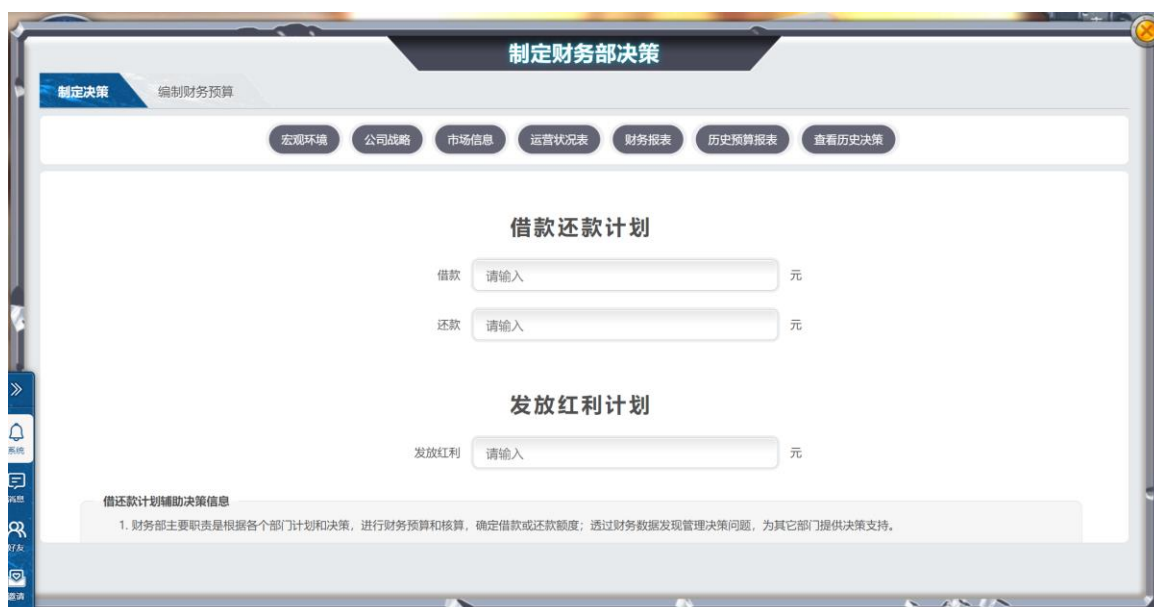 制定财务部决策
制定决策 编制财务预算
宏观环境 公司战略 市场信息 运营状况表 财务报表 历史预算报表 查看历史决策
借款还款计划
借款 请输入 元
还款 请输入 元
发放红利计划
发放红利 请输入 元
借还款计划辅助决策信息
1. 财务部主要职责是根据各个部门计划和决策，进行财务预算和核算，确定借款或还款额度；透过财务数据发现管理决策问题，为其它部门提供决策支持。
系统
消息
好友
邀请